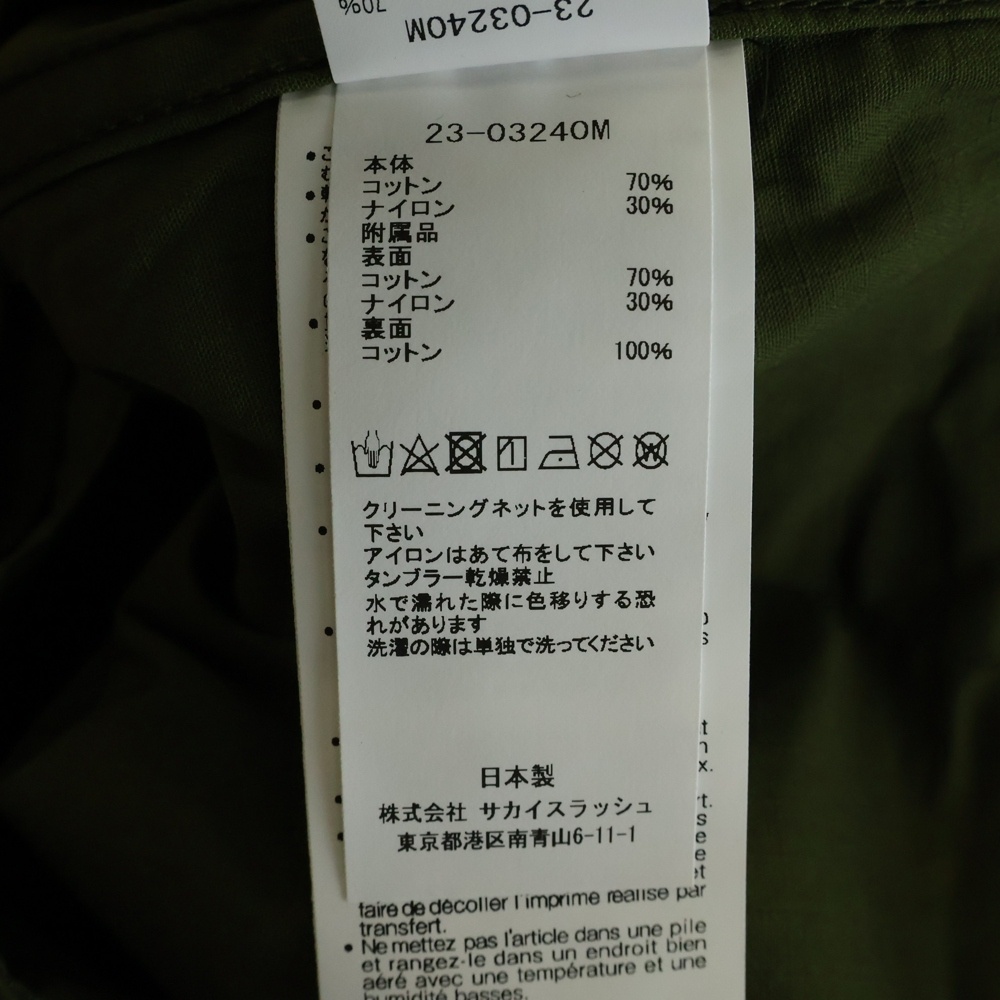 23-03240M
70%
23-03240M
本体
コットン 70%
ナイロン 30%
附属品
表面
コットン 70%
ナイロン 30%
裏面
コットン 100%
クリーニングネットを使用して
下さい
アイロンはあて布をして下さい
タンブラー乾燥禁止
水で濡れた際に色移りする恐
れがあります
洗濯の際は単独で洗ってください
日本製
株式会社 サカイスラッシュ
東京都港区南青山6-11-1
faire de décoller l'imprimé réalisé par
transfert.
• Ne mettez pas l'article dans une pile
et rangez-le dans un endroit bien
aéré avec une température et une
humidité basses.